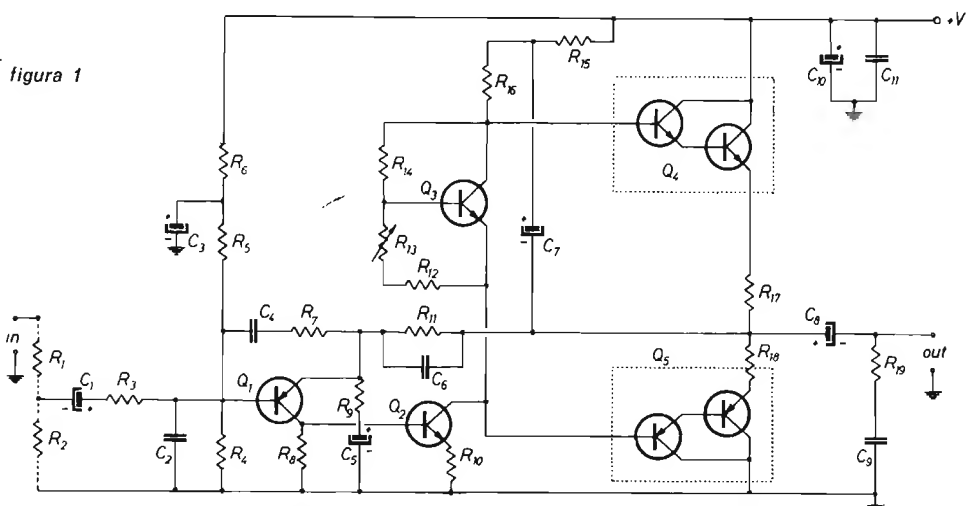 figura 1
+V
R15
R16
C10
C11
R14
Q3
Q4
R6
C3
R5
R13
C7
R12
R17
C4
R7
R11
C8
in
R1
C1
R3
Q1
C6
Q5
R18
out
R19
R9
Q2
R2
C2
R4
R8
C5
R10
C9